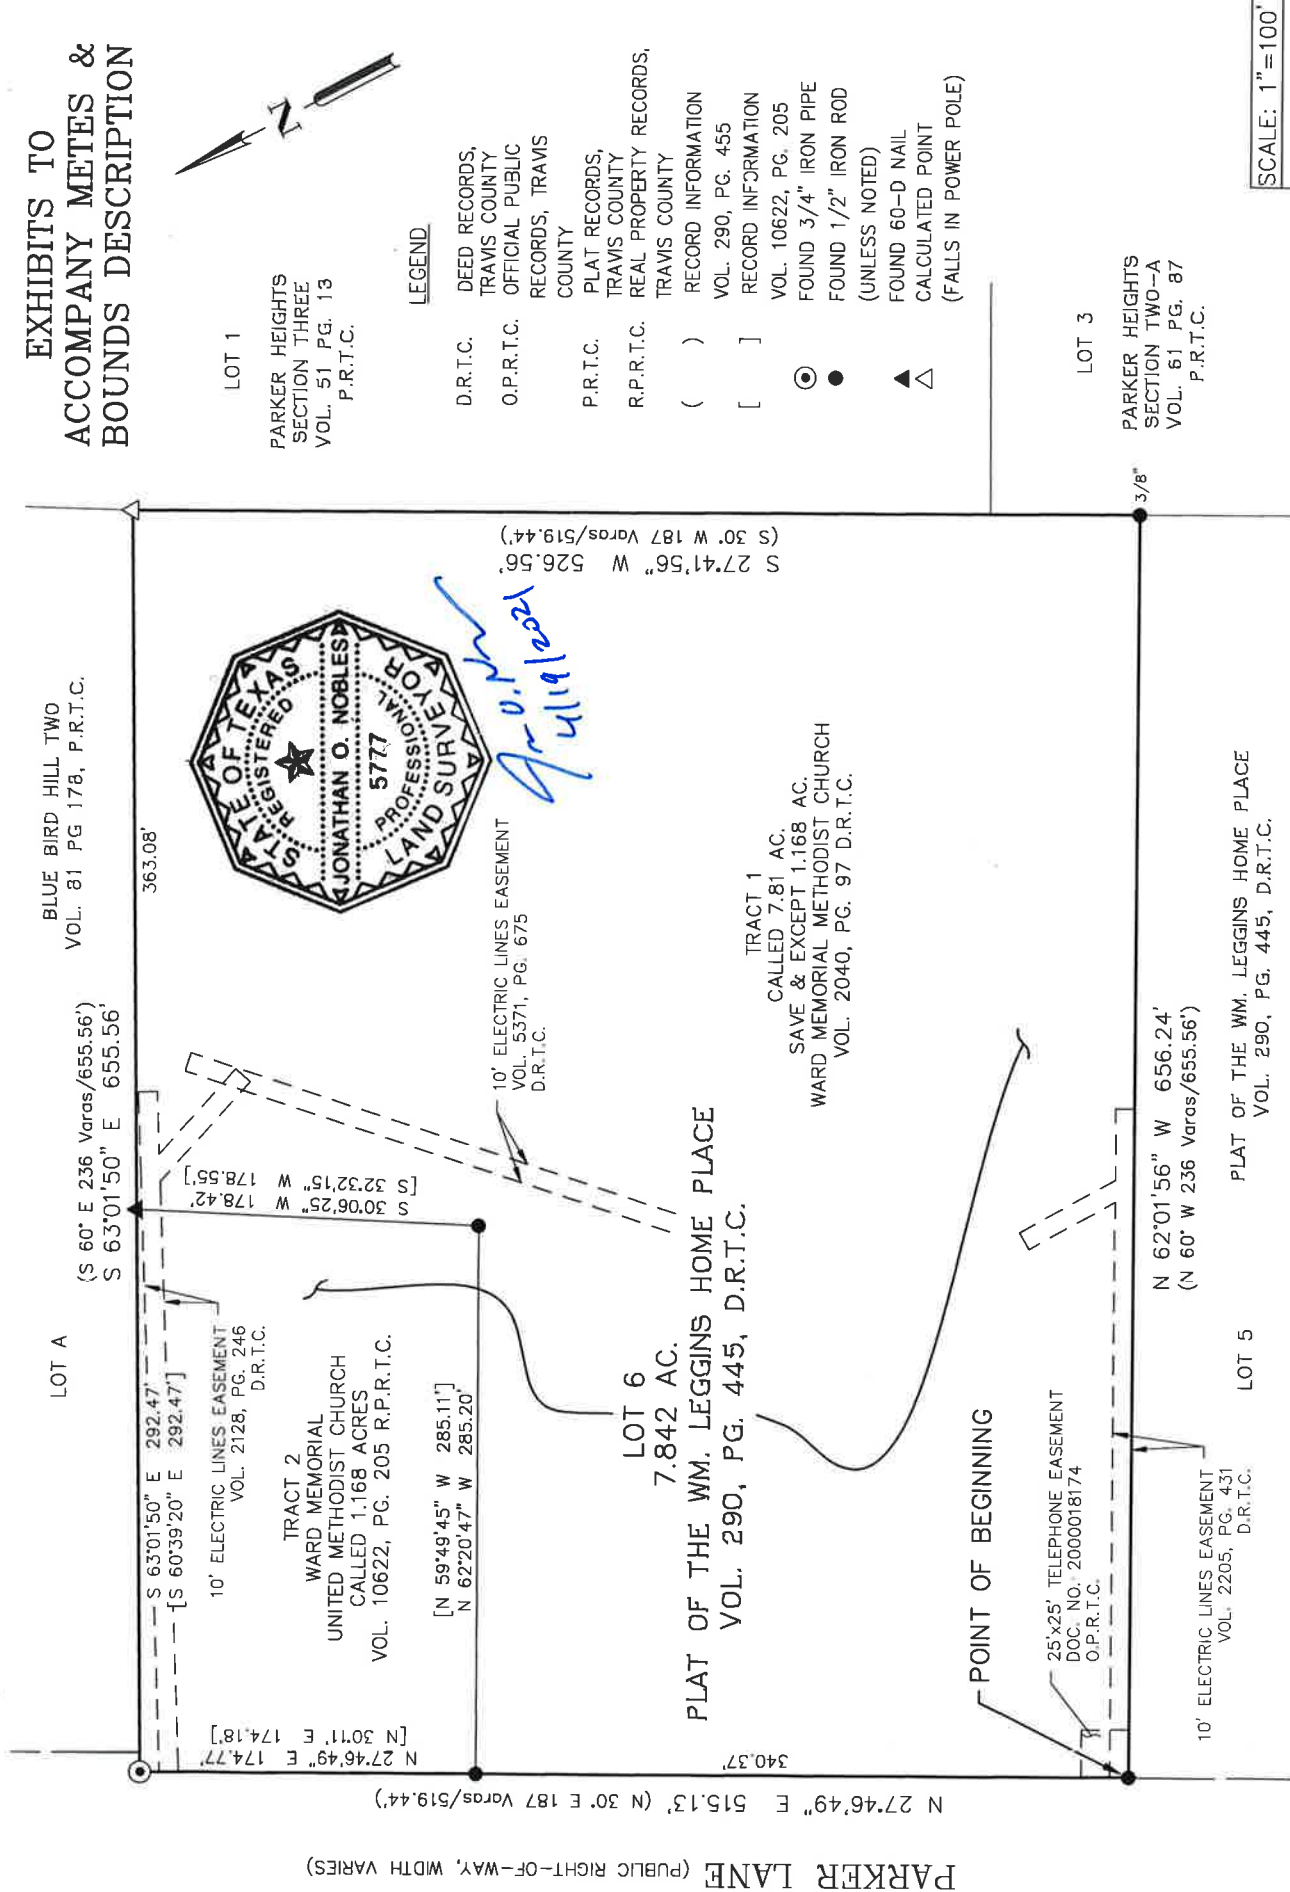 EXHIBITS TO
ACCOMPANY METES &
BOUNDS DESCRIPTION
N
LOT 1
PARKER HEIGHTS
SECTION THREE
VOL. 51 PG. 13
P.R.T.C.
LEGEND
D.R.T.C. DEED RECORDS,
TRAVIS COUNTY
O.P.R.T.C. OFFICIAL PUBLIC
RECORDS, TRAVIS
COUNTY
P.R.T.C. PLAT RECORDS,
TRAVIS COUNTY
R.P.R.T.C. REAL PROPERTY RECORDS,
TRAVIS COUNTY
( ) RECORD INFORMATION
VOL. 290, PG. 455
[ ] RECORD INFORMATION
VOL. 10622, PG. 205
FOUND 3/4" IRON PIPE
FOUND 1/2" IRON ROD
(UNLESS NOTED)
FOUND 60-D NAIL
CALCULATED POINT
(FALLS IN POWER POLE)
LOT 3
PARKER HEIGHTS
SECTION TWO-A
VOL. 61 PG. 87
P.R.T.C.
SCALE: 1"=100'
3/8"
BLUE BIRD HILL TWO
VOL. 81 PG 178, P.R.T.C.
LOT A
363.08'
(S 60° E 236 Varas/655.56')
S 63°01'50" E 655.56'
S 27°41'56" W 526.56'
(S 30° W 187 Varas/519.44')
STATE OF TEXAS
REGISTERED
JONATHAN O. NOBLES
5777
PROFESSIONAL
LAND SURVEYOR
4/19/2021
10' ELECTRIC LINES EASEMENT
VOL. 5371, PG. 675
D.R.T.C.
S 30°06'25" W 178.42'
[S 32°32'15" W 178.55']
S 63°01'50" E 292.47'
[S 60°39'20" E 292.47']
10' ELECTRIC LINES EASEMENT
VOL. 2128, PG. 246
D.R.T.C.
TRACT 2
WARD MEMORIAL
UNITED METHODIST CHURCH
CALLED 1.168 ACRES
VOL. 10622, PG. 205 R.P.R.T.C.
[N 59°49'45" W 285.11']
N 62°20'47" W 285.20'
N 27°46'49" E 174.77'
[N 30°11' E 174.18']
TRACT 1
CALLED 7.81 AC.
SAVE & EXCEPT 1.168 AC.
WARD MEMORIAL METHODIST CHURCH
VOL. 2040, PG. 97 D.R.T.C.
LOT 6
7.842 AC.
PLAT OF THE WM. LEGGINS HOME PLACE
VOL. 290, PG. 445, D.R.T.C.
340.37'
POINT OF BEGINNING
25'x25' TELEPHONE EASEMENT
DOC. NO. 2000018174
O.P.R.T.C.
N 62°01'56" W 656.24'
(N 60° W 236 Varas/655.56')
10' ELECTRIC LINES EASEMENT
VOL. 2205, PG. 431
D.R.T.C.
LOT 5
PLAT OF THE WM. LEGGINS HOME PLACE
VOL. 290, PG. 445, D.R.T.C.
N 27°46'49" E 515.13' (N 30° E 187 Varas/519.44')
PARKER LANE (PUBLIC RIGHT-OF-WAY, WIDTH VARIES)